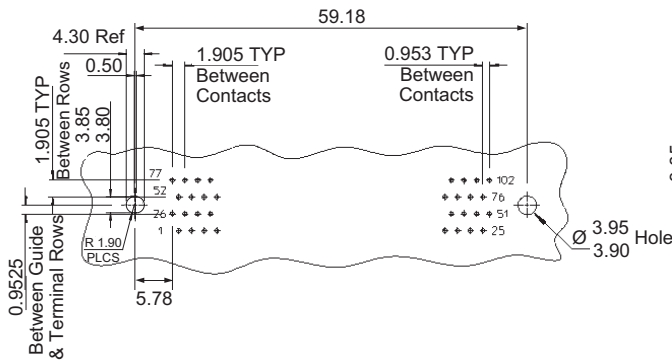 59.18
4.30 Ref
1.905 TYP
Between
Contacts
0.953 TYP
Between
Contacts
0.50
1.905 TYP
Between Rows
3.85
3.80
77
102
52
76
26
51
1
25
R 1.90
PLCS
Ø 3.95
3.90
Hole
5.78
0.9525
Between Guide
& Terminal Rows